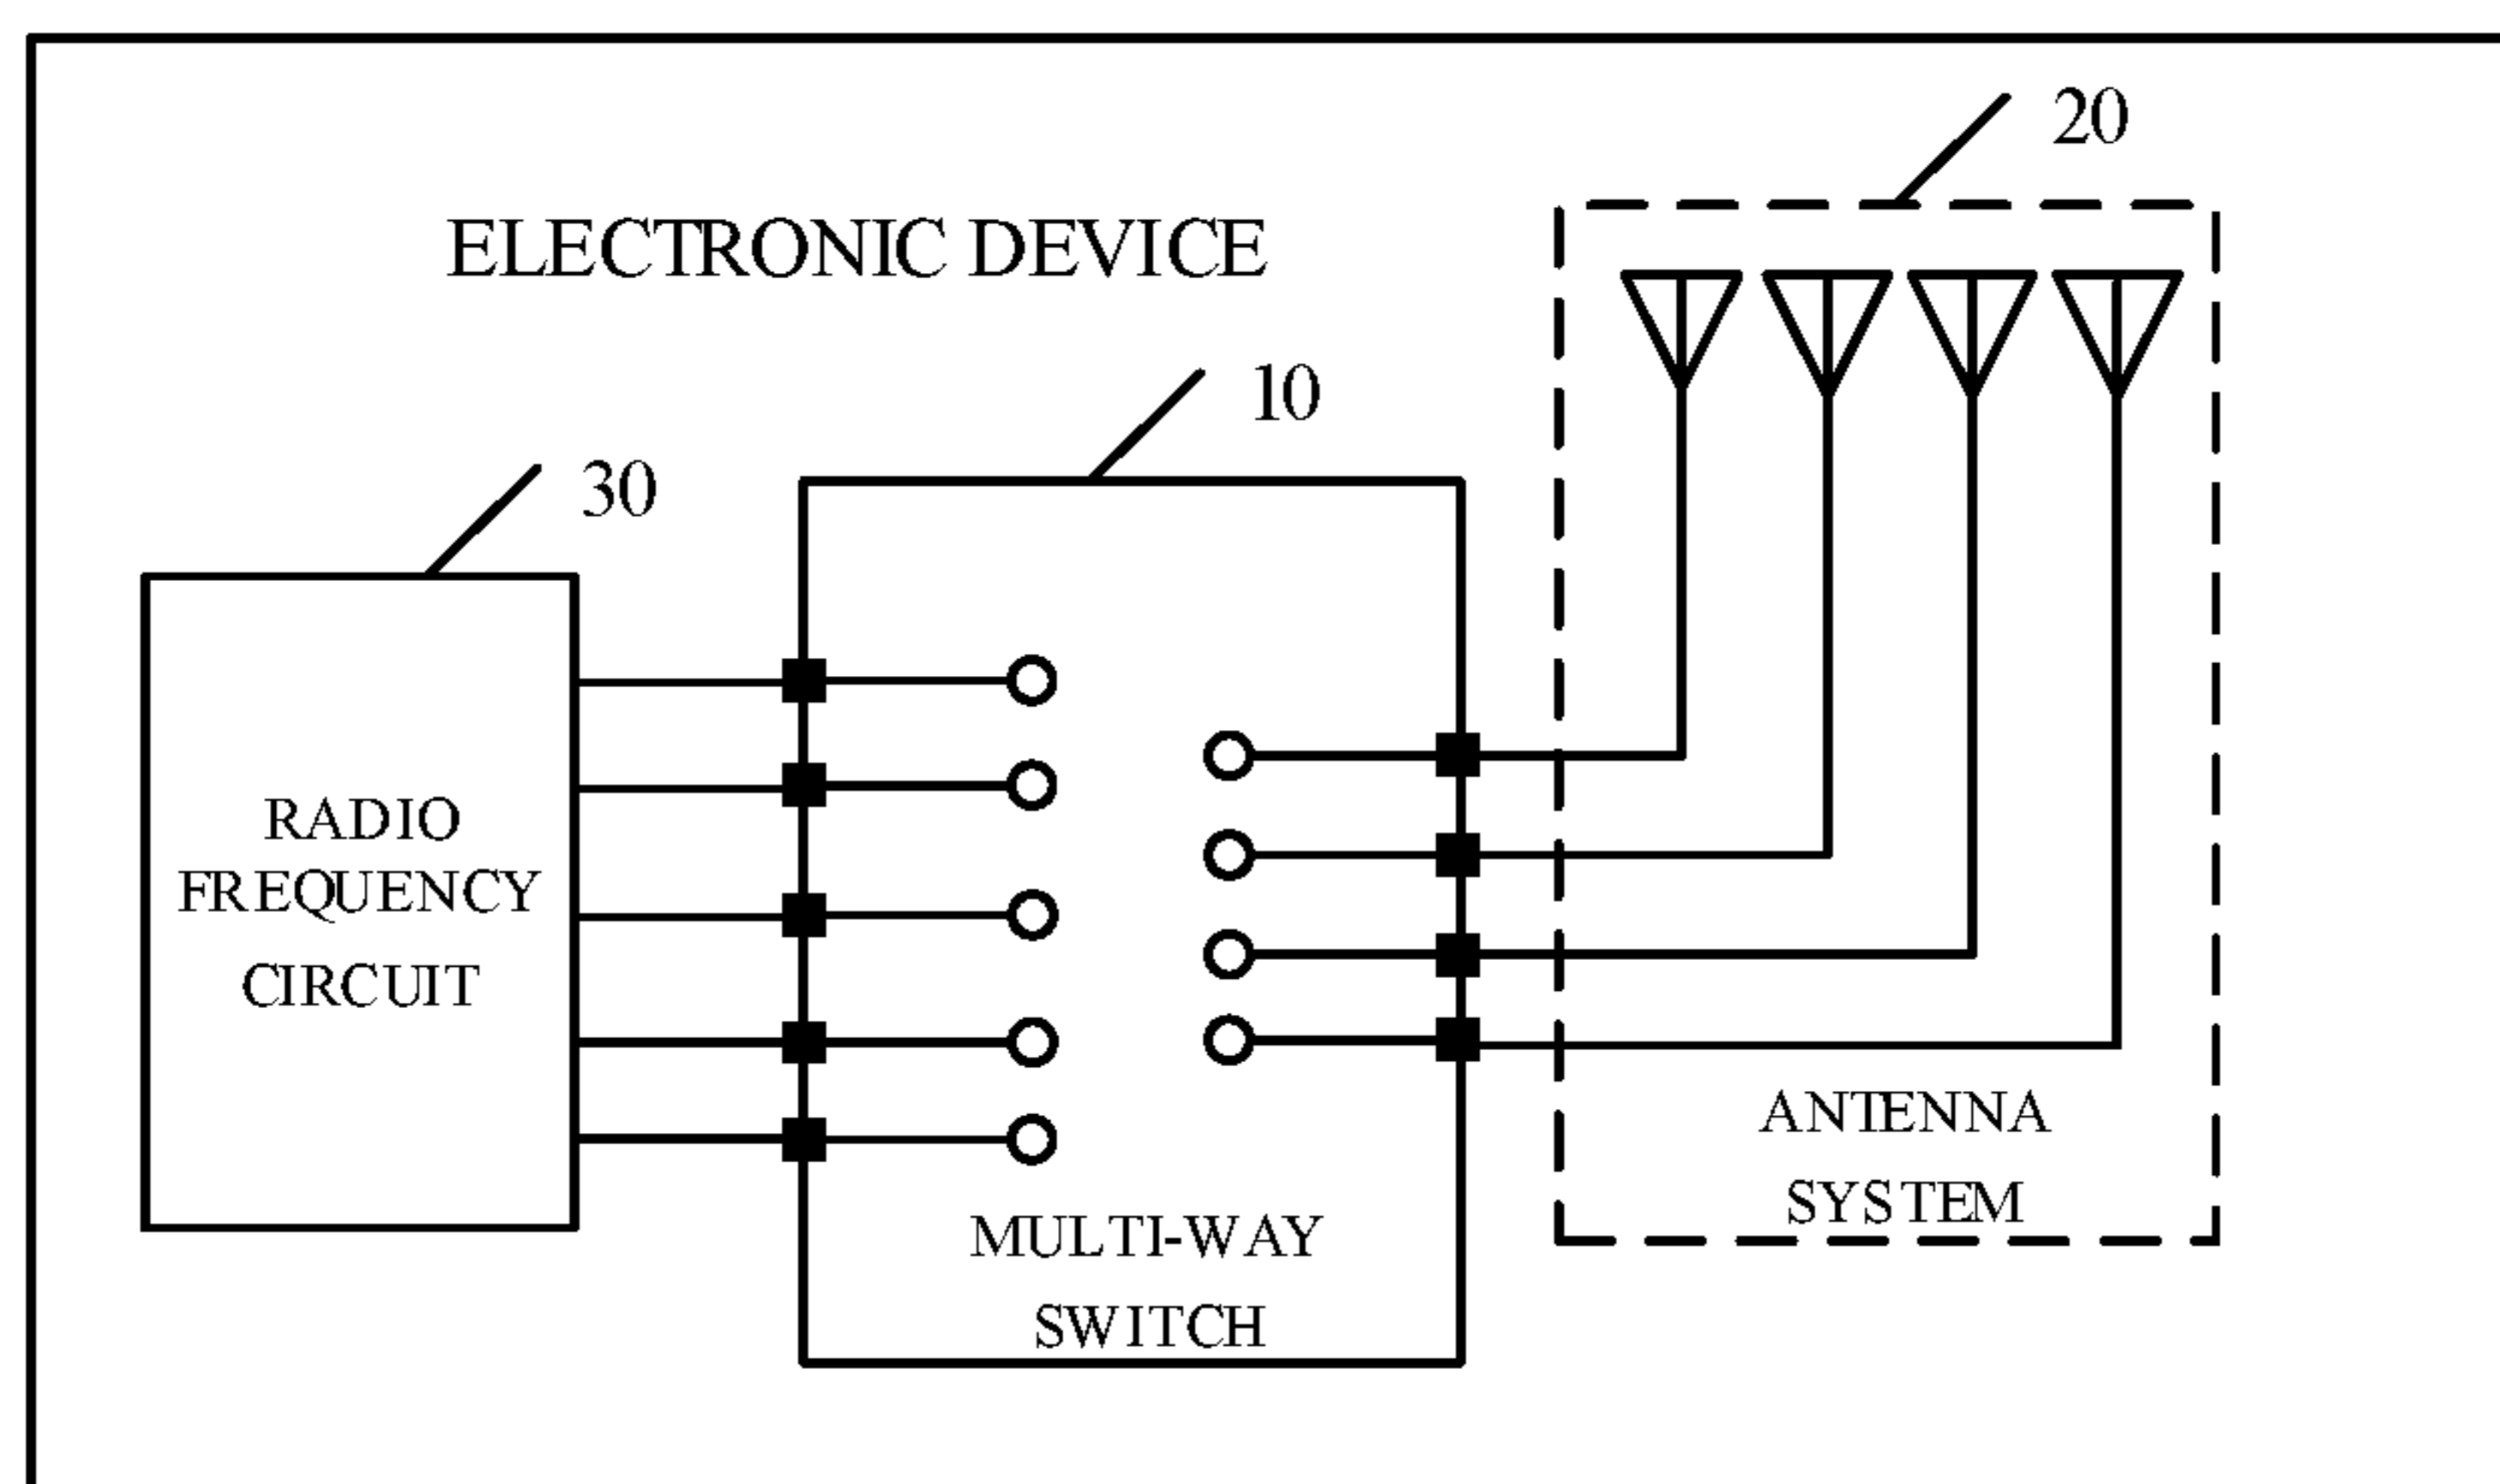 20
ELECTRONIC DEVICE
10
30
RADIO
FREQUENCY
CIRCUIT
MULTI-WAY
SWITCH
ANTENNA
SYSTEM